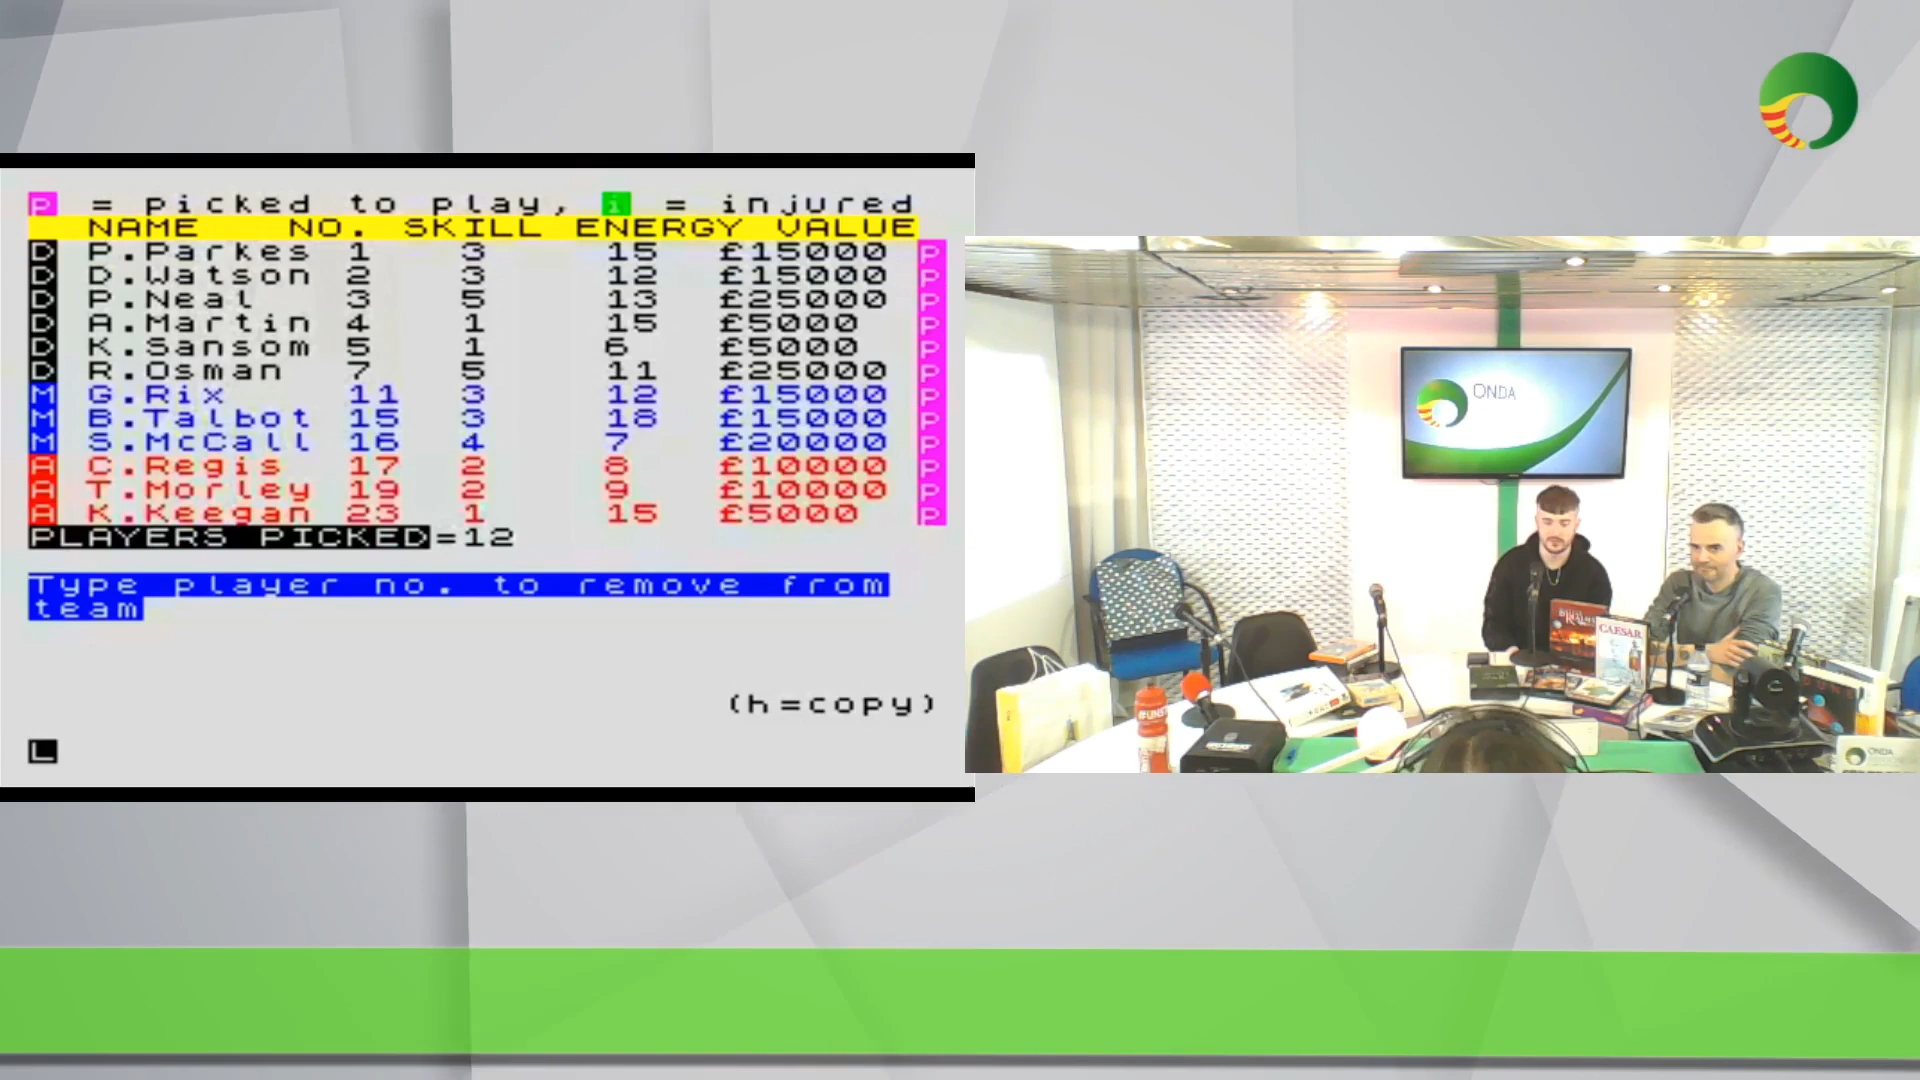 p = picked to play, i = injured
NAME NO. SKILL ENERGY VALUE
D P.Parkes 1 3 15 £15000 p
D D.Watson 2 3 12 £15000 p
D P.Neal 3 5 13 £25000 p
D A.Martin 4 1 15 £5000 p
D K.Sansom 5 1 6 £5000 p
D R.Osman 7 5 11 £25000 p
M G.Rix 11 3 12 £15000 p
M B.Talbot 15 3 18 £15000 p
M S.McCall 16 4 7 £20000 p
A C.Regis 17 2 8 £10000 p
A T.Morley 19 2 9 £10000 p
A K.Keegan 23 1 15 £5000 p
PLAYERS PICKED=12
Type player no. to remove from
team
(h=copy)
L
ONDA
CAESAR
ONDA